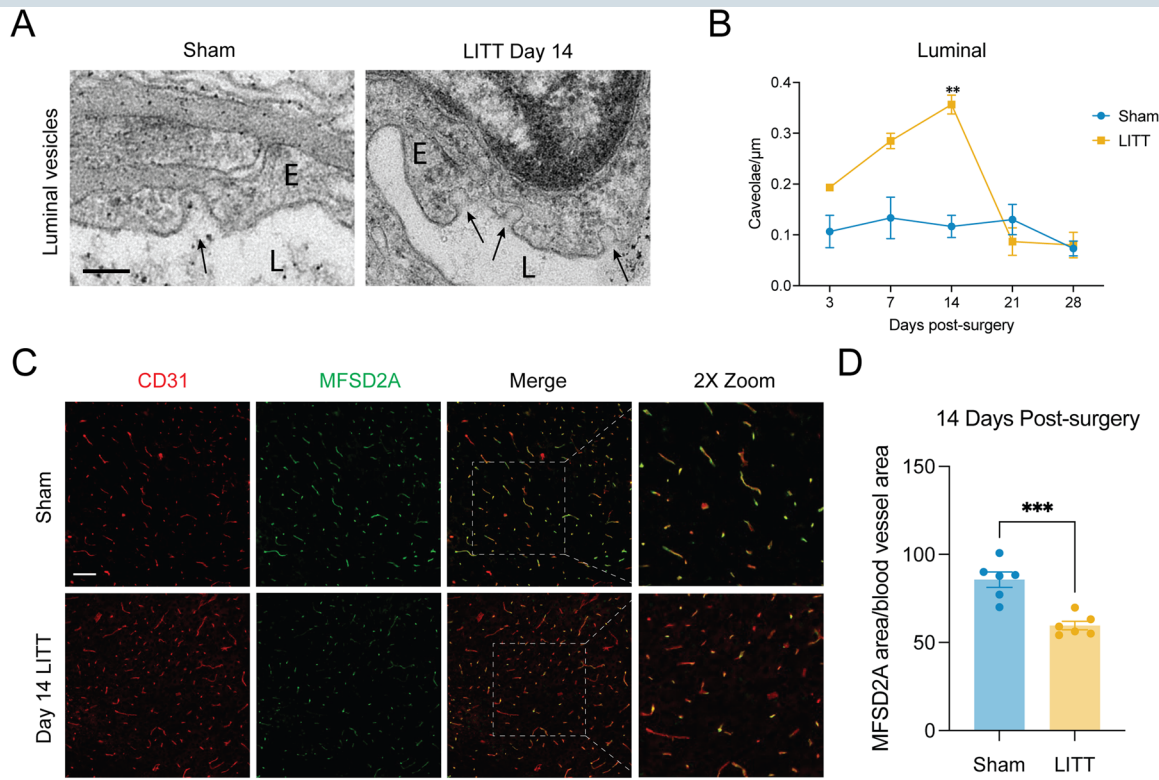 A
Sham
LITT Day 14
Luminal vesicles
E
L
E
L
B
Luminal
**
Caveolae/µm
0.4
0.3
0.2
0.1
0.0
3 7 14 21 28
Days post-surgery
Sham
LITT
C
CD31 MFSD2A Merge 2X Zoom
Sham
Day 14 LITT
D
14 Days Post-surgery
MFSD2A area/blood vessel area
150
100
50
0
***
Sham LITT